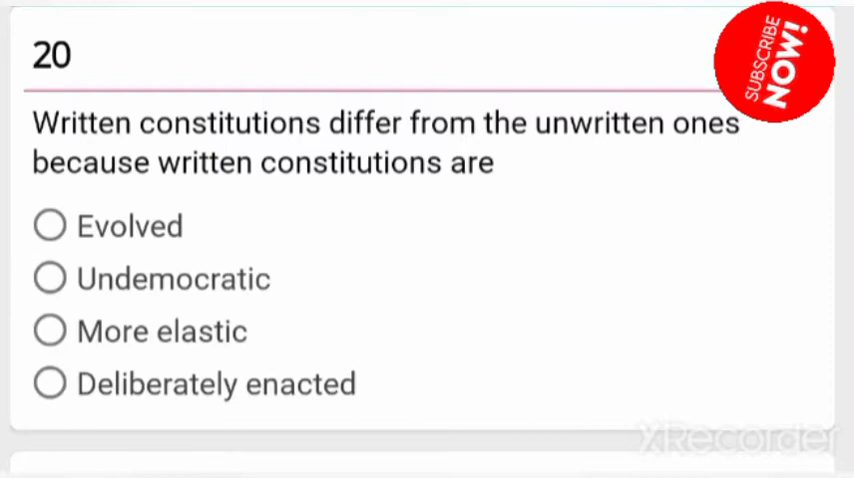 20
SUBSCRIBE
NOW!
Written constitutions differ from the unwritten ones
because written constitutions are
Evolved
Undemocratic
More elastic
Deliberately enacted
XRecorder